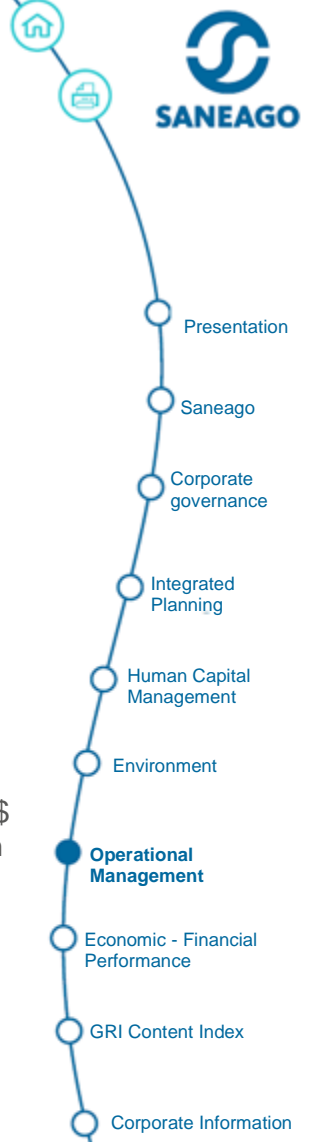 SANEAGO
Presentation
Saneago
Corporate
governance
Integrated
Planning
Human Capital
Management
Environment
$
Operational
Management
Economic - Financial
Performance
GRI Content Index
Corporate Information